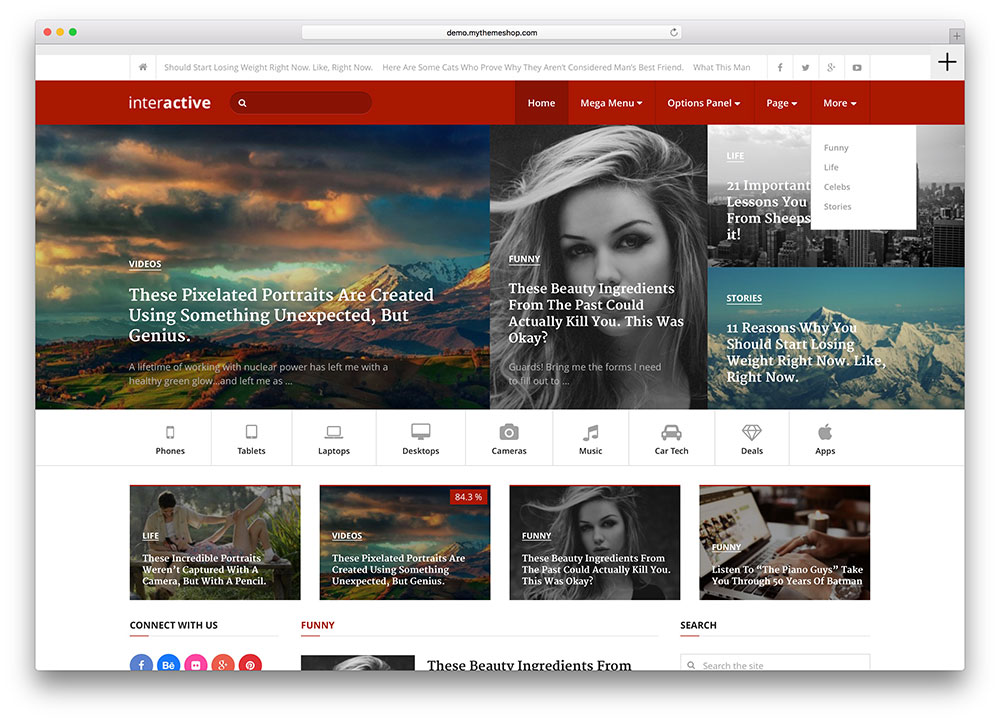 demo.mythemeshop.com
Should Start Losing Weight Right Now. Like, Right Now. Here Are Some Cats Who Prove Why They Aren't Considered Man's Best Friend. What This Man
interactive
Home Mega Menu Options Panel Page More
Funny
Life
Celebs
Stories
VIDEOS
These Pixelated Portraits Are Created
Using Something Unexpected, But
Genius.
A lifetime of working with nuclear power has left me with a
healthy green glow...and left me as ...
FUNNY
These Beauty Ingredients
From The Past Could
Actually Kill You. This Was
Okay?
Guards! Bring me the forms I need
to fill out to ...
LIFE
21 Important
Lessons You
From Sheeps
it!
STORIES
11 Reasons Why You
Should Start Losing
Weight Right Now. Like,
Right Now.
Phones Tablets Laptops Desktops Cameras Music Car Tech Deals Apps
LIFE
These Incredible Portraits
Weren't Captured With A
Camera, But With A Pencil.
84.3 %
VIDEOS
These Pixelated Portraits Are
Created Using Something
Unexpected, But Genius.
FUNNY
These Beauty Ingredients From
The Past Could Actually Kill You.
This Was Okay?
FUNNY
Listen To “The Piano Guys” Take
You Through 50 Years Of Batman
CONNECT WITH US
FUNNY
These Beauty Ingredients From
SEARCH
Search the site